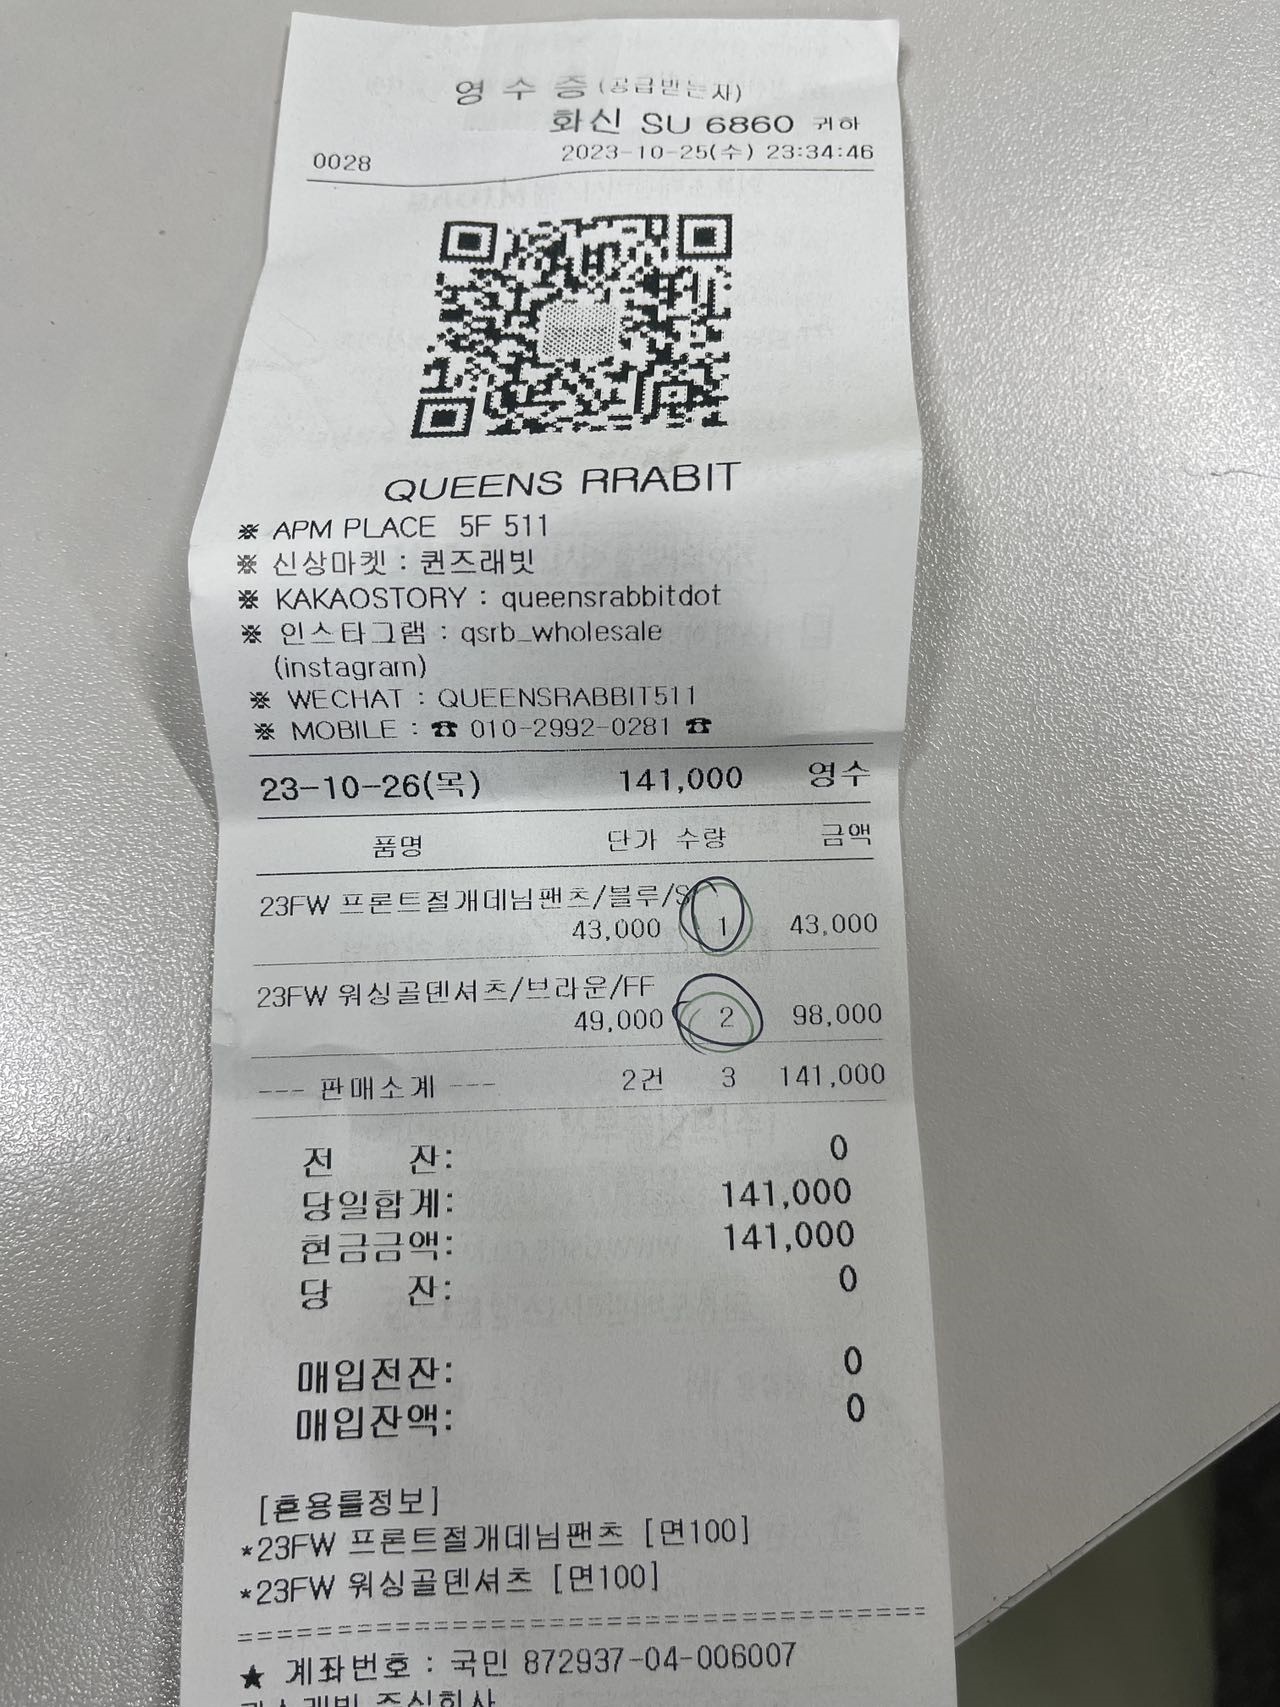 영 수 증 (공급받는자)
화신 SU 6860 귀하
0028 2023-10-25(수) 23:34:46
QUEENS RRABIT
※ APM PLACE 5F 511
※ 신상마켓 : 퀸즈래빗
※ KAKAOSTORY : queensrabbitdot
※ 인스타그램 : qsrb_wholesale
(instagram)
※ WECHAT : QUEENSRABBIT511
※ MOBILE : ☎ 010-2992-0281 ☎
23-10-26(목) 141,000 영수
품명 단가 수량 금액
23FW 프론트절개데님팬츠/블루/S
43,000 1 43,000
23FW 워싱골덴셔츠/브라운/FF
49,000 2 98,000
--- 판매소계 --- 2건 3 141,000
전 잔: 0
당일합계: 141,000
현금금액: 141,000
당 잔: 0
매입전잔: 0
매입잔액: 0
[혼용률정보]
*23FW 프론트절개데님팬츠 [면100]
*23FW 워싱골덴셔츠 [면100]
★ 계좌번호 : 국민 872937-04-006007
주식회사